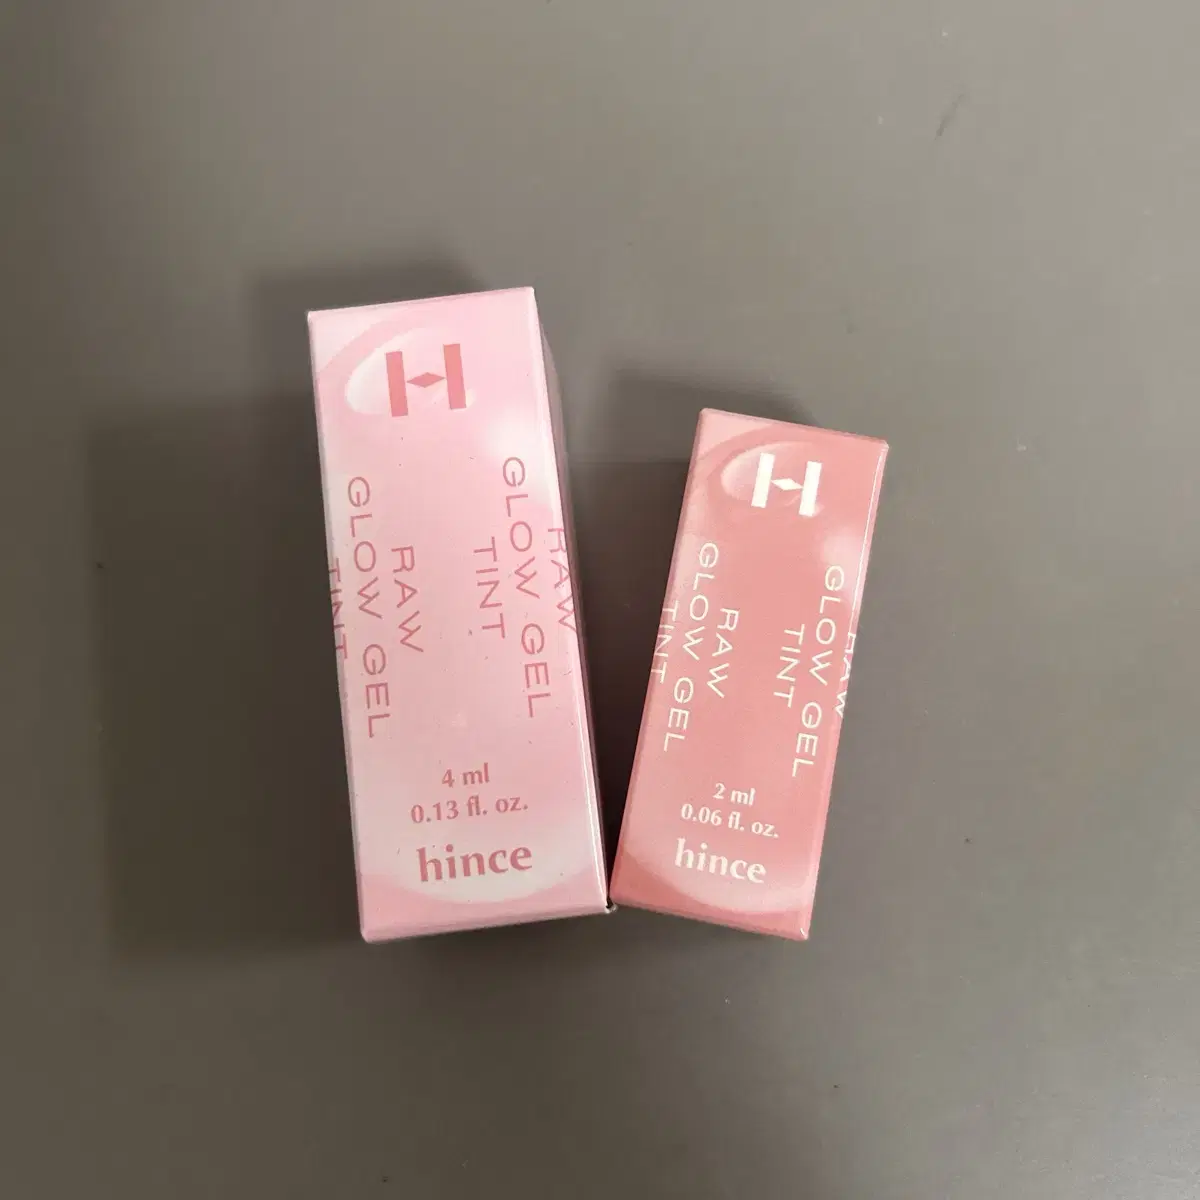 H
RAW
GLOW GEL
TINT
RAW
GLOW GEL
TINT
4 ml
0.13 fl. oz.
hince
H
RAW
GLOW GEL
TINT
RAW
GLOW GEL
TINT
2 ml
0.06 fl. oz.
hince